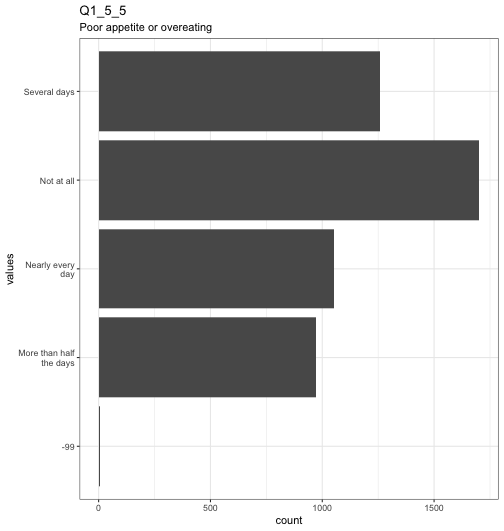 Q1_5_5
Poor appetite or overeating
values
Several days
Not at all
Nearly every
day
More than half
the days
-99
0 500 1000 1500
count